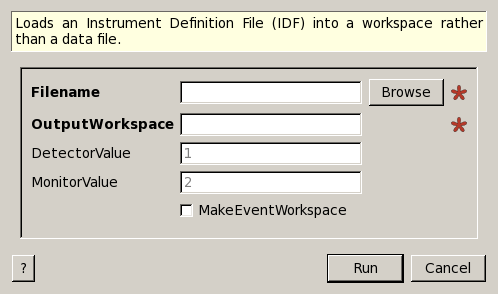 Loads an Instrument Definition File (IDF) into a workspace rather
than a data file.
Filename Browse *
OutputWorkspace *
DetectorValue 1
MonitorValue 2
MakeEventWorkspace
? Run Cancel